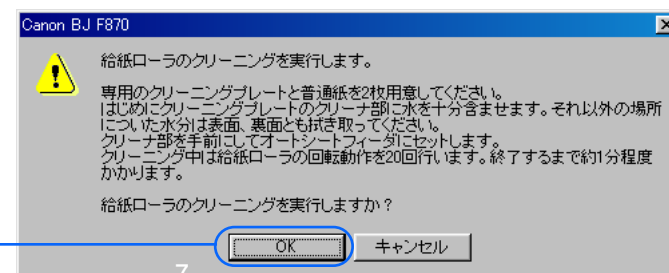 Canon BJ F870
給紙ローラのクリーニングを実行します。
専用のクリーニングプレートと普通紙を2枚用意してください。
はじめにクリーニングプレートのクリーナ部に水を十分含ませます。それ以外の場所
についた水分は表面、裏面とも拭き取ってください。
クリーナ部を手前にしてオートシートフィーダにセットします。
クリーニング中は給紙ローラの回転動作を20回行います。終了するまで約1分程度
かかります。
給紙ローラのクリーニングを実行しますか？
OK キャンセル